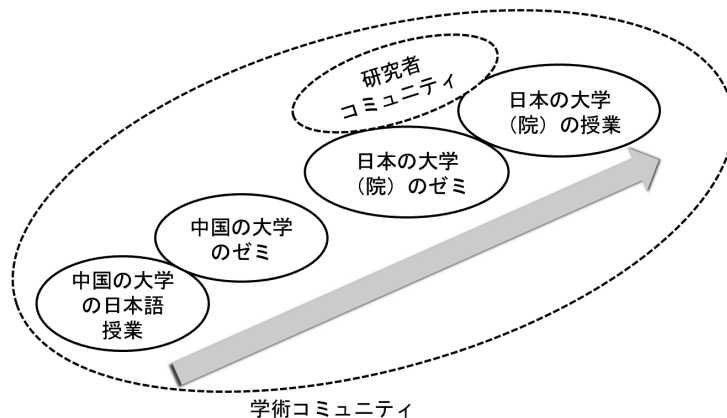 研究者
コミュニティ
日本の大学
（院）の授業
日本の大学
（院）のゼミ
中国の大学
のゼミ
中国の大学
の日本語
授業
学術コミュニティ